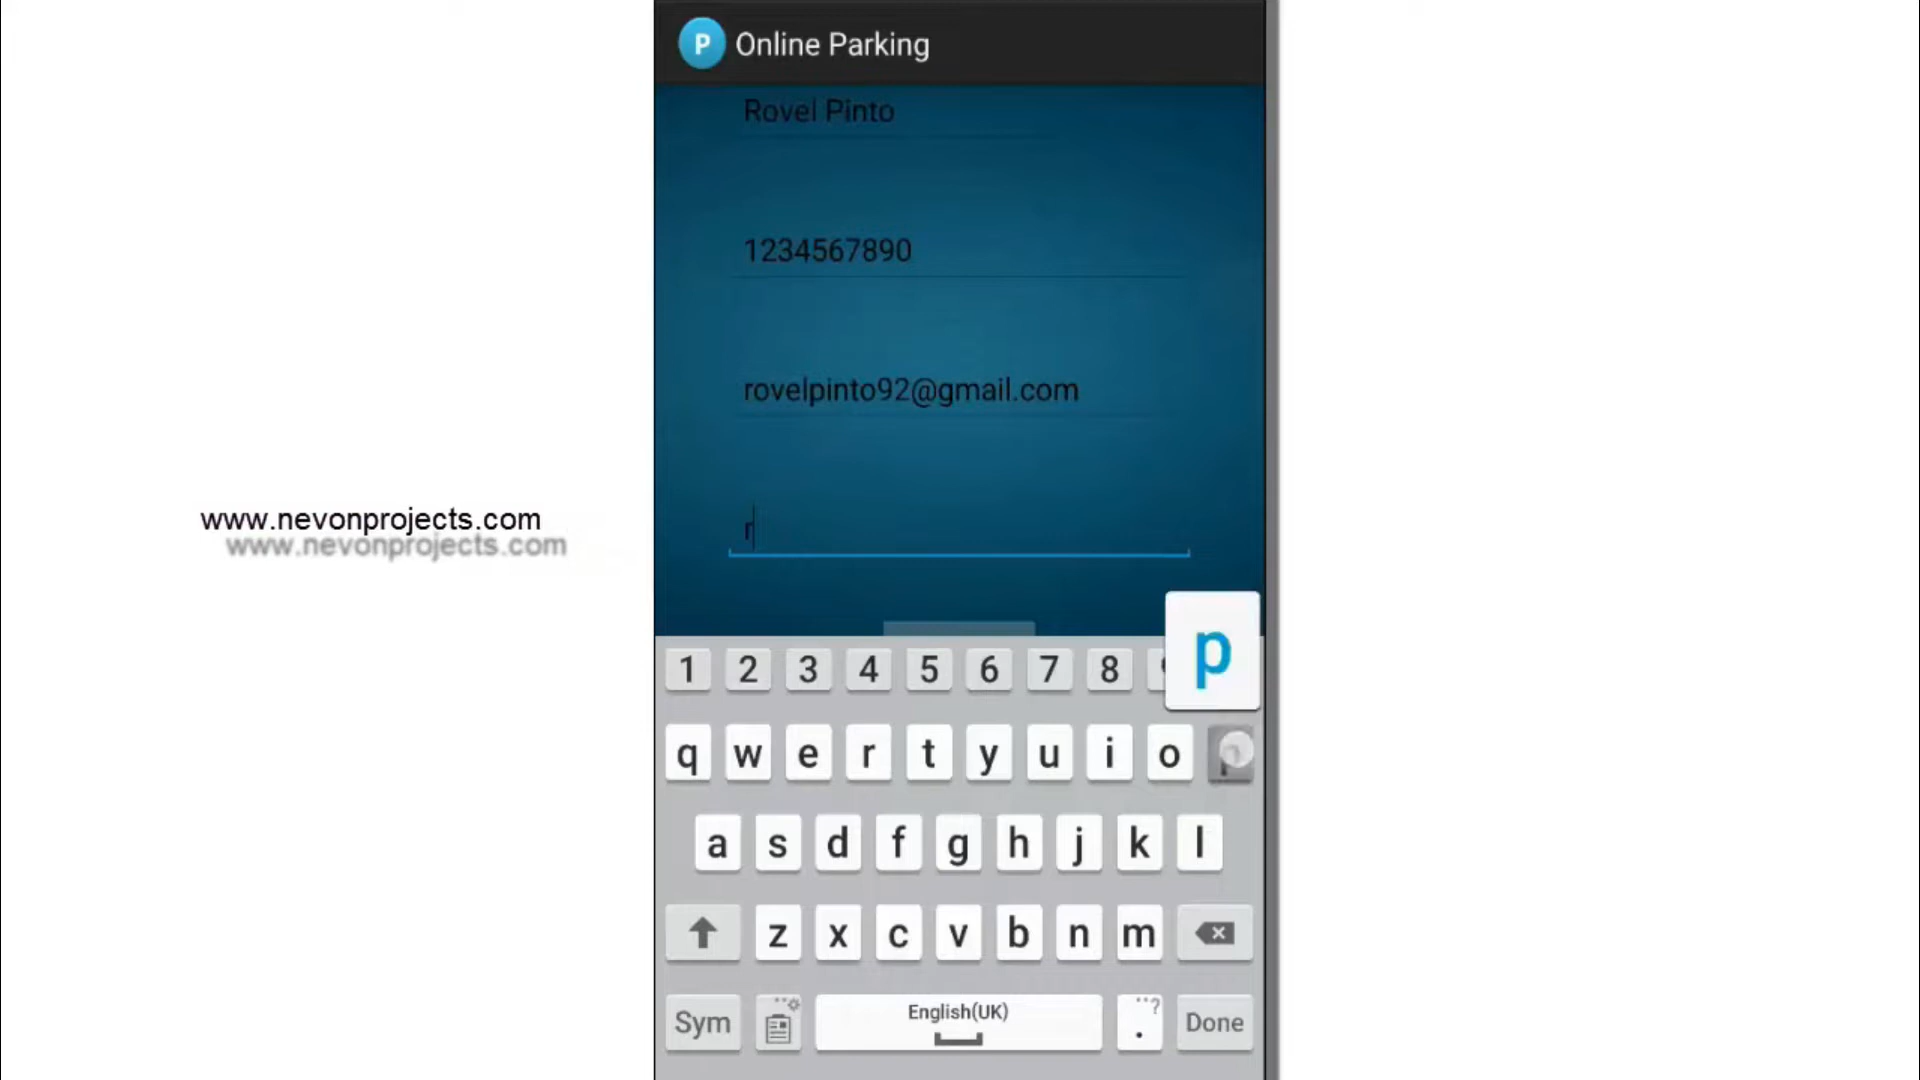 P Online Parking
Rovel Pinto
1234567890
rovelpinto92@gmail.com
www.nevonprojects.com
www.nevonprojects.com
r
p
1 2 3 4 5 6 7 8
q w e r t y u i o p
a s d f g h j k l
z x c v b n m
Sym English(UK) . ? Done